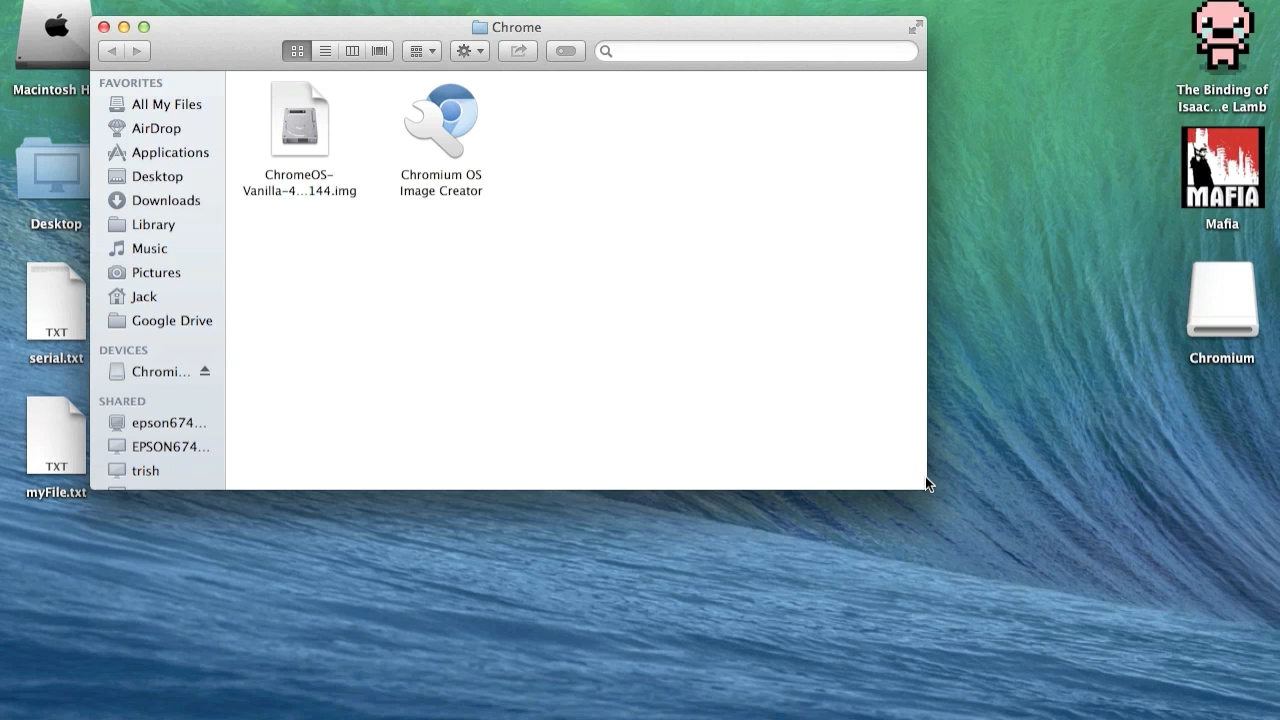 Chrome
FAVORITES
All My Files
AirDrop
Applications
Desktop
Downloads
Library
Music
Pictures
Jack
Google Drive
DEVICES
Chromi...
SHARED
epson674...
EPSON674...
trish
ChromeOS-
Vanilla-4...144.img
Chromium OS
Image Creator
Macintosh H
Desktop
TXT
serial.txt
TXT
myFile.txt
The Binding of
Isaac...e Lamb
MAFIA
Mafia
Chromium